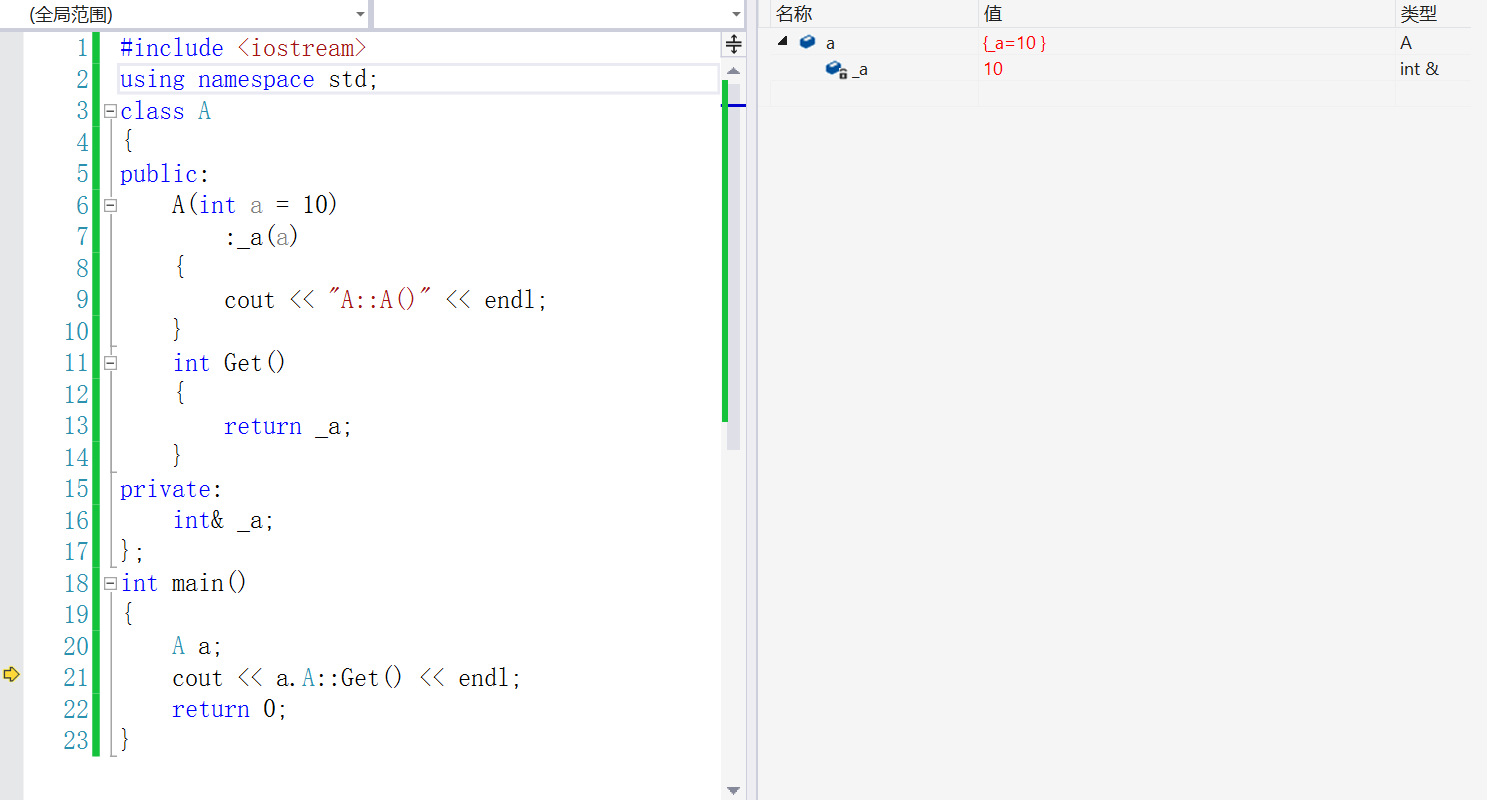 (全局范围)
1 #include <iostream>
2 using namespace std;
3 class A
4 {
5 public:
6 A(int a = 10)
7 :_a(a)
8 {
9 cout << "A::A()" << endl;
10 }
11 int Get()
12 {
13 return _a;
14 }
15 private:
16 int& _a;
17 };
18 int main()
19 {
20 A a;
21 cout << a.A::Get() << endl;
22 return 0;
23 }
名称 值 类型
a {_a=10 } A
_a 10 int &